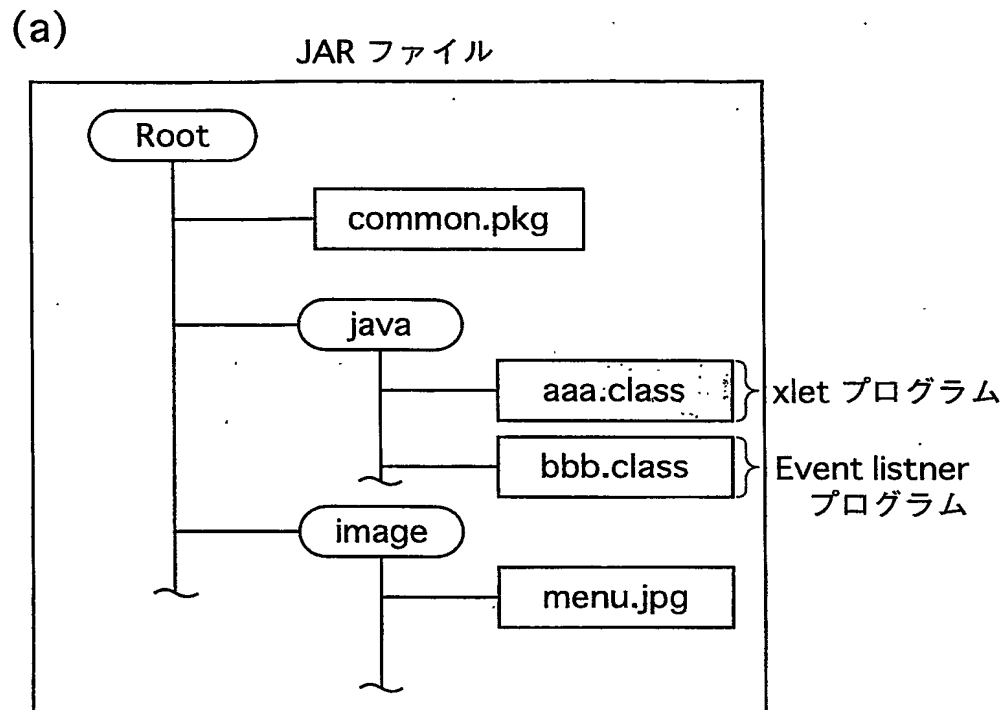 (a)
JAR ファイル
Root
common.pkg
java
aaa.class
xlet プログラム
bbb.class
Event listner
プログラム
image
menu.jpg